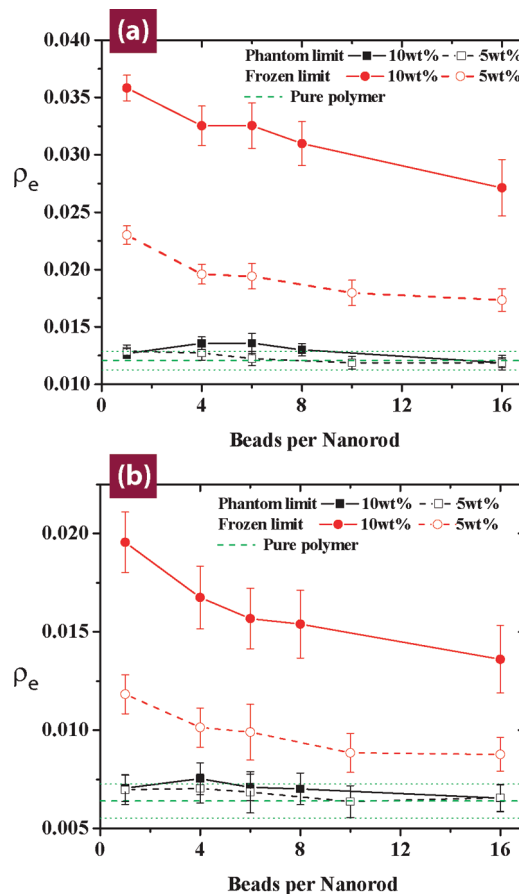 (a)
0.040
0.035
0.030
0.025
0.020
0.015
0.010
ρe
Phantom limit 10wt% 5wt%
Frozen limit 10wt% 5wt%
Pure polymer
0 4 8 12 16
Beads per Nanorod
(b)
0.020
0.015
0.010
0.005
ρe
Phantom limit 10wt% 5wt%
Frozen limit 10wt% 5wt%
Pure polymer
0 4 8 12 16
Beads per Nanorod